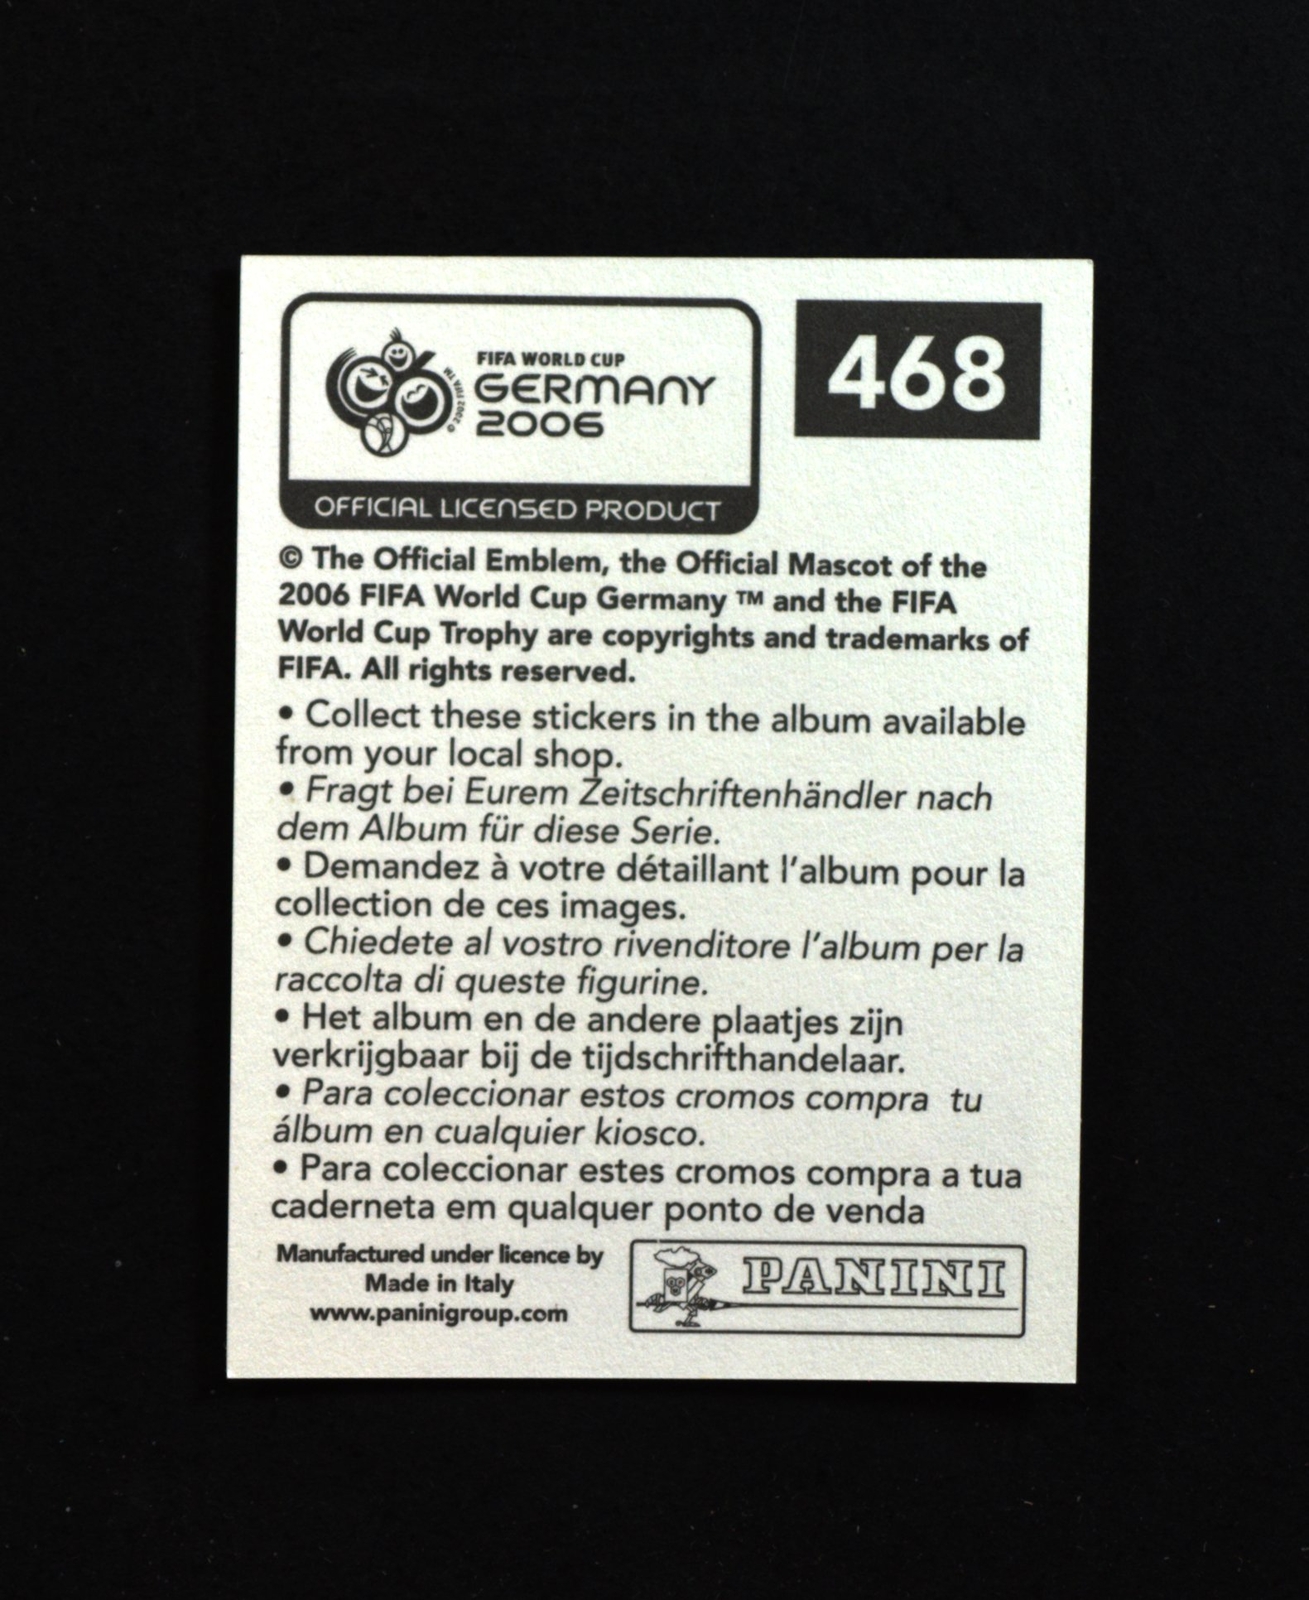 FIFA WORLD CUP
GERMANY
2006
© 2002 FIFA TM
OFFICIAL LICENSED PRODUCT
468
© The Official Emblem, the Official Mascot of the
2006 FIFA World Cup Germany ™ and the FIFA
World Cup Trophy are copyrights and trademarks of
FIFA. All rights reserved.
• Collect these stickers in the album available
from your local shop.
• Fragt bei Eurem Zeitschriftenhändler nach
dem Album für diese Serie.
• Demandez à votre détaillant l'album pour la
collection de ces images.
• Chiedete al vostro rivenditore l'album per la
raccolta di queste figurine.
• Het album en de andere plaatjes zijn
verkrijgbaar bij de tijdschrifthandelaar.
• Para coleccionar estos cromos compra tu
álbum en cualquier kiosco.
• Para coleccionar estes cromos compra a tua
caderneta em qualquer ponto de venda
Manufactured under licence by
Made in Italy
www.paninigroup.com
PANINI